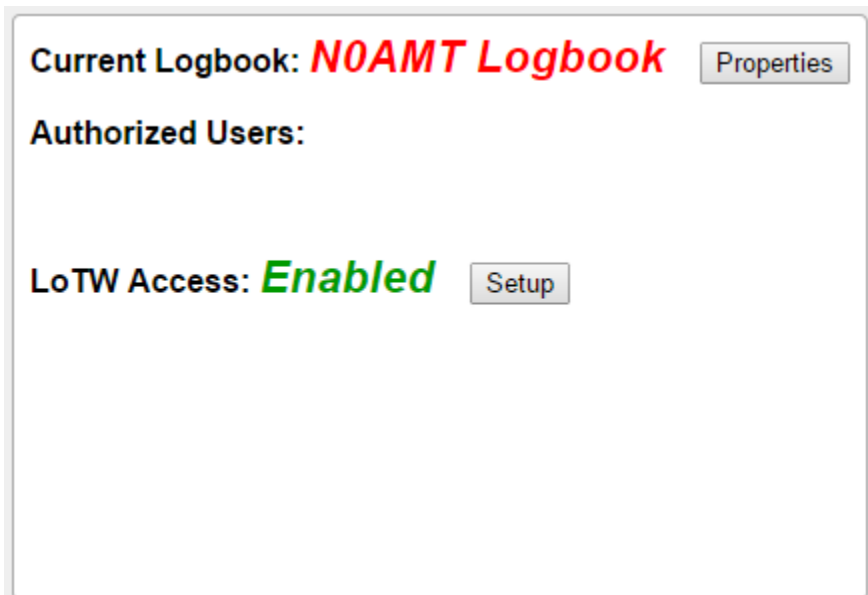 Current Logbook: N0AMT Logbook Properties
Authorized Users:
LoTW Access: Enabled Setup